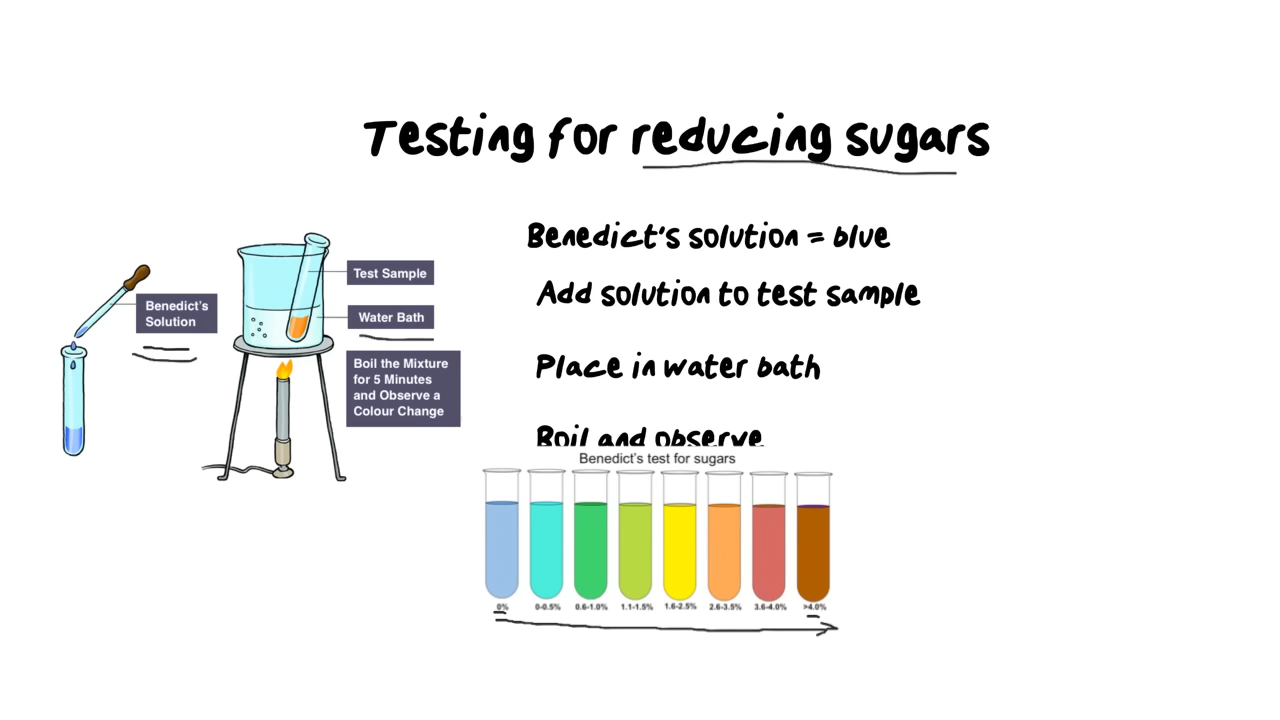 Testing for reducing sugars
Benedict's solution = blue
Add solution to test sample
Place in water bath
Boil and observe
Benedict's
Solution
Test Sample
Water Bath
Boil the Mixture
for 5 Minutes
and Observe a
Colour Change
Benedict's test for sugars
0% 0-0.5% 0.6-1.0% 1.1-1.5% 1.6-2.5% 2.6-3.5% 3.6-4.0% >4.0%